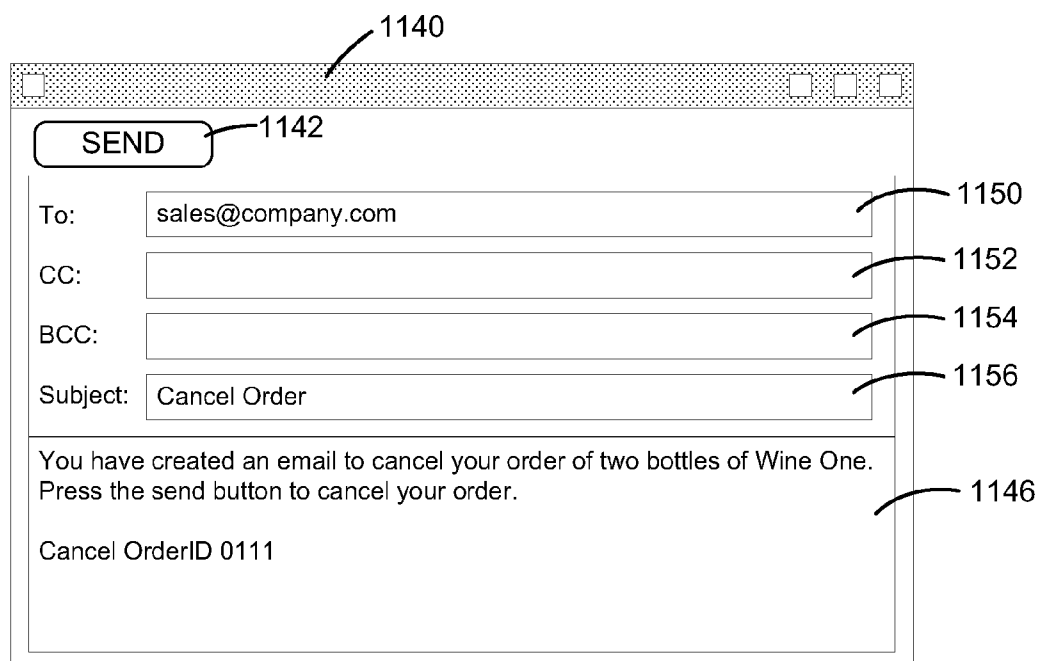 1140
SEND
1142
To:
sales@company.com
1150
CC:
1152
BCC:
1154
Subject:
Cancel Order
1156
You have created an email to cancel your order of two bottles of Wine One.
Press the send button to cancel your order.
1146
Cancel OrderID 0111